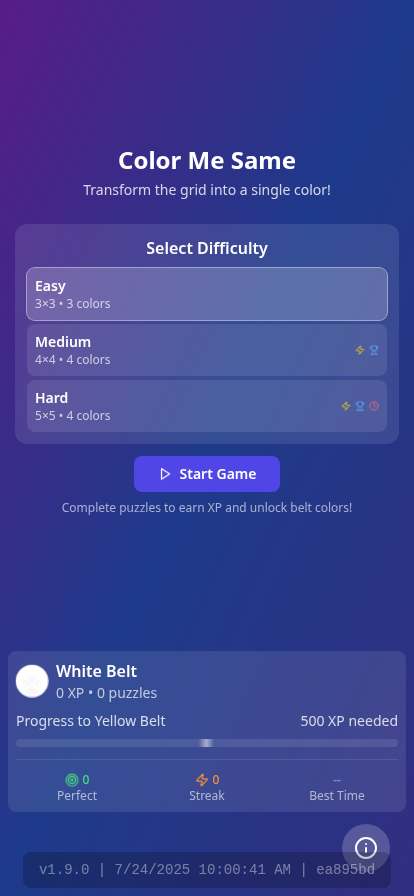 Color Me Same
Transform the grid into a single color!
Select Difficulty
Easy
3×3 • 3 colors
Medium
4×4 • 4 colors
Hard
5×5 • 4 colors
Start Game
Complete puzzles to earn XP and unlock belt colors!
White Belt
0 XP • 0 puzzles
Progress to Yellow Belt 500 XP needed
0 0 --
Perfect Streak Best Time
v1.9.0 | 7/24/2025 10:00:41 AM | ea895bd